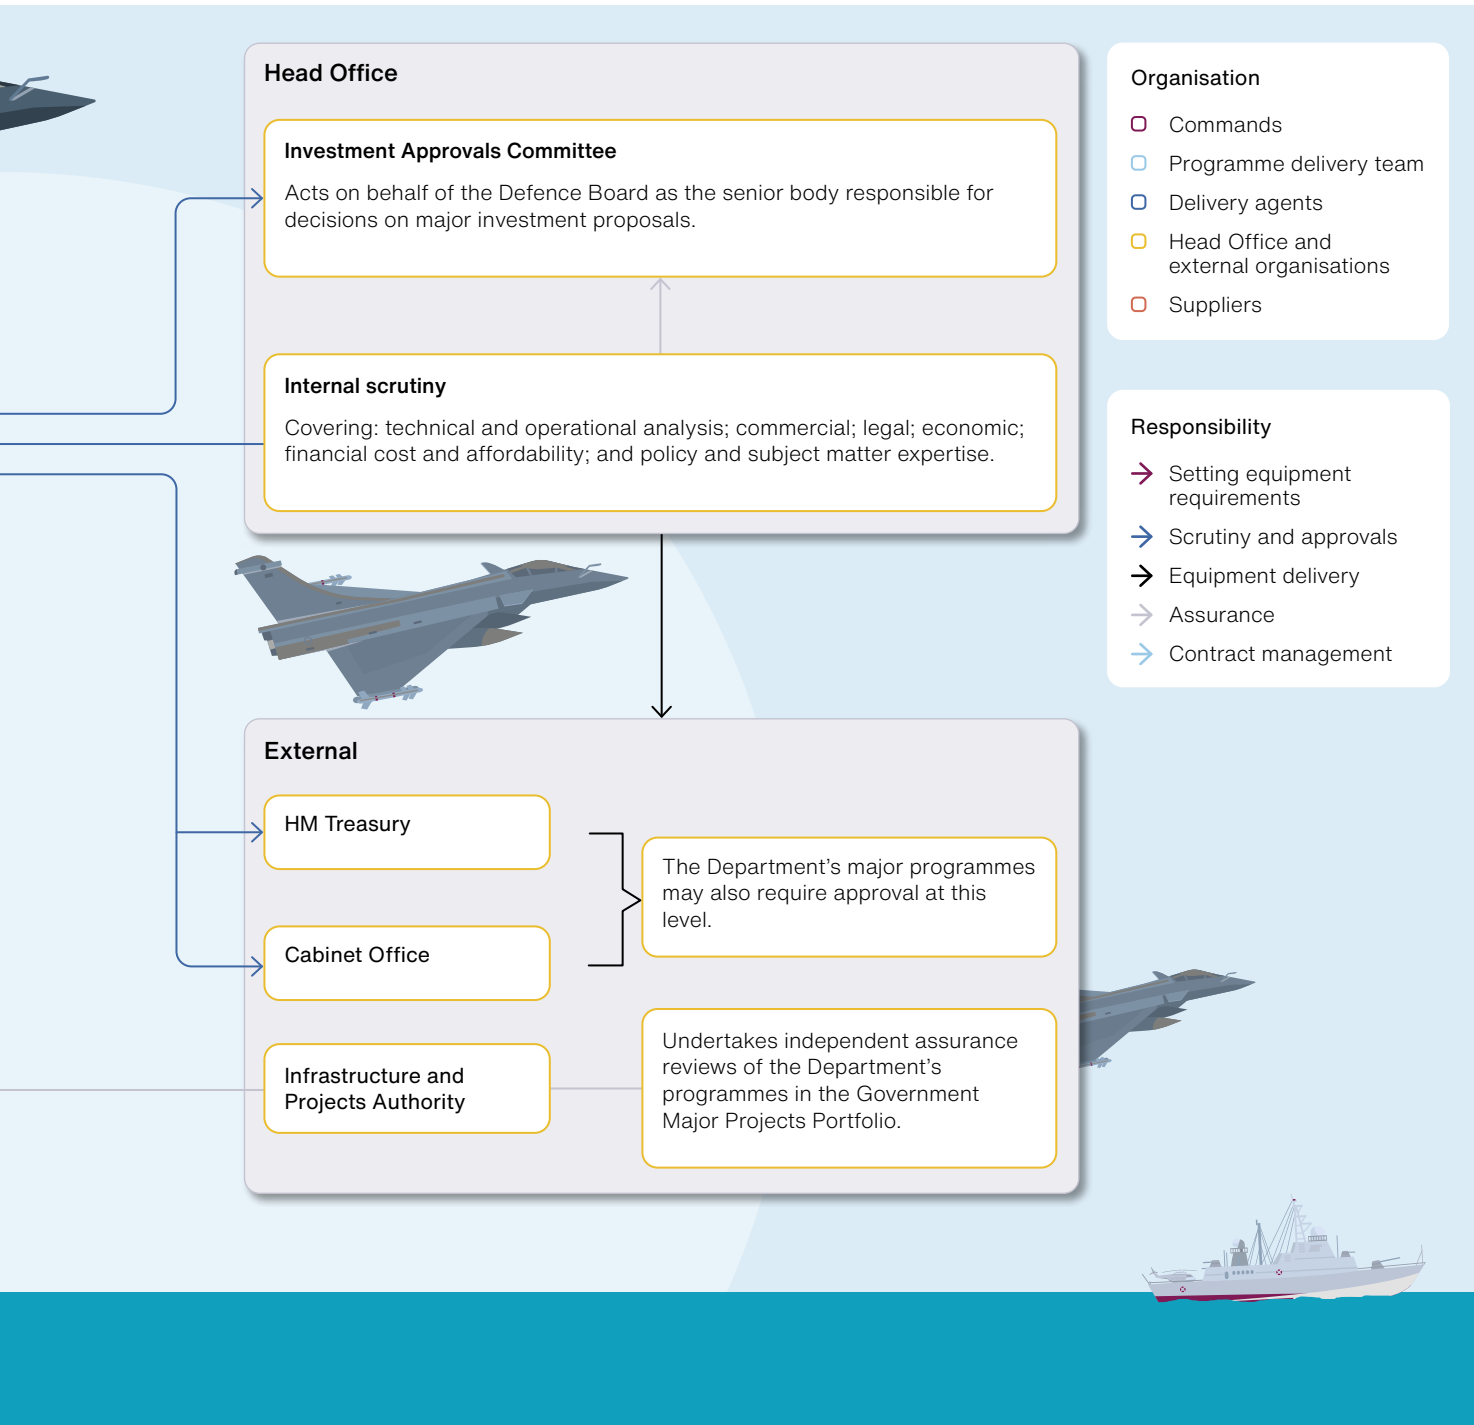 Head Office
Investment Approvals Committee
Acts on behalf of the Defence Board as the senior body responsible for
decisions on major investment proposals.
Internal scrutiny
Covering: technical and operational analysis; commercial; legal; economic;
financial cost and affordability; and policy and subject matter expertise.
External
HM Treasury
Cabinet Office
The Department’s major programmes
may also require approval at this
level.
Infrastructure and
Projects Authority
Undertakes independent assurance
reviews of the Department’s
programmes in the Government
Major Projects Portfolio.
Organisation
Commands
Programme delivery team
Delivery agents
Head Office and
external organisations
Suppliers
Responsibility
Setting equipment
requirements
Scrutiny and approvals
Equipment delivery
Assurance
Contract management